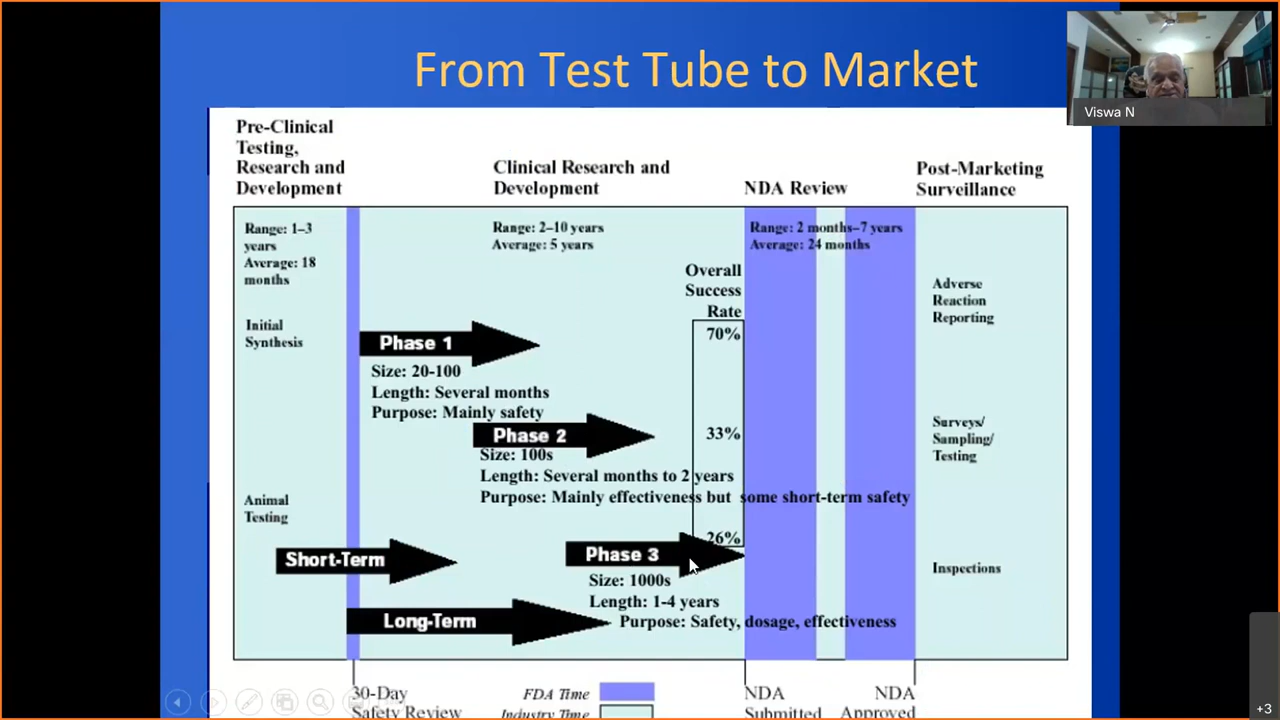 From Test Tube to Market
Viswa N
Pre-Clinical
Testing,
Research and
Development
Clinical Research and
Development
NDA Review
Post-Marketing
Surveillance
Range: 1–3
years
Average: 18
months
Range: 2–10 years
Average: 5 years
Range: 2 months–7 years
Average: 24 months
Overall
Success
Rate
70%
33%
26%
Initial
Synthesis
Animal
Testing
Phase 1
Size: 20-100
Length: Several months
Purpose: Mainly safety
Phase 2
Size: 100s
Length: Several months to 2 years
Purpose: Mainly effectiveness but some short-term safety
Phase 3
Size: 1000s
Length: 1-4 years
Purpose: Safety, dosage, effectiveness
Short-Term
Long-Term
Adverse
Reaction
Reporting
Surveys/
Sampling/
Testing
Inspections
30-Day
Safety Review
FDA Time
Industry Time
NDA
Submitted
NDA
Approved
+3